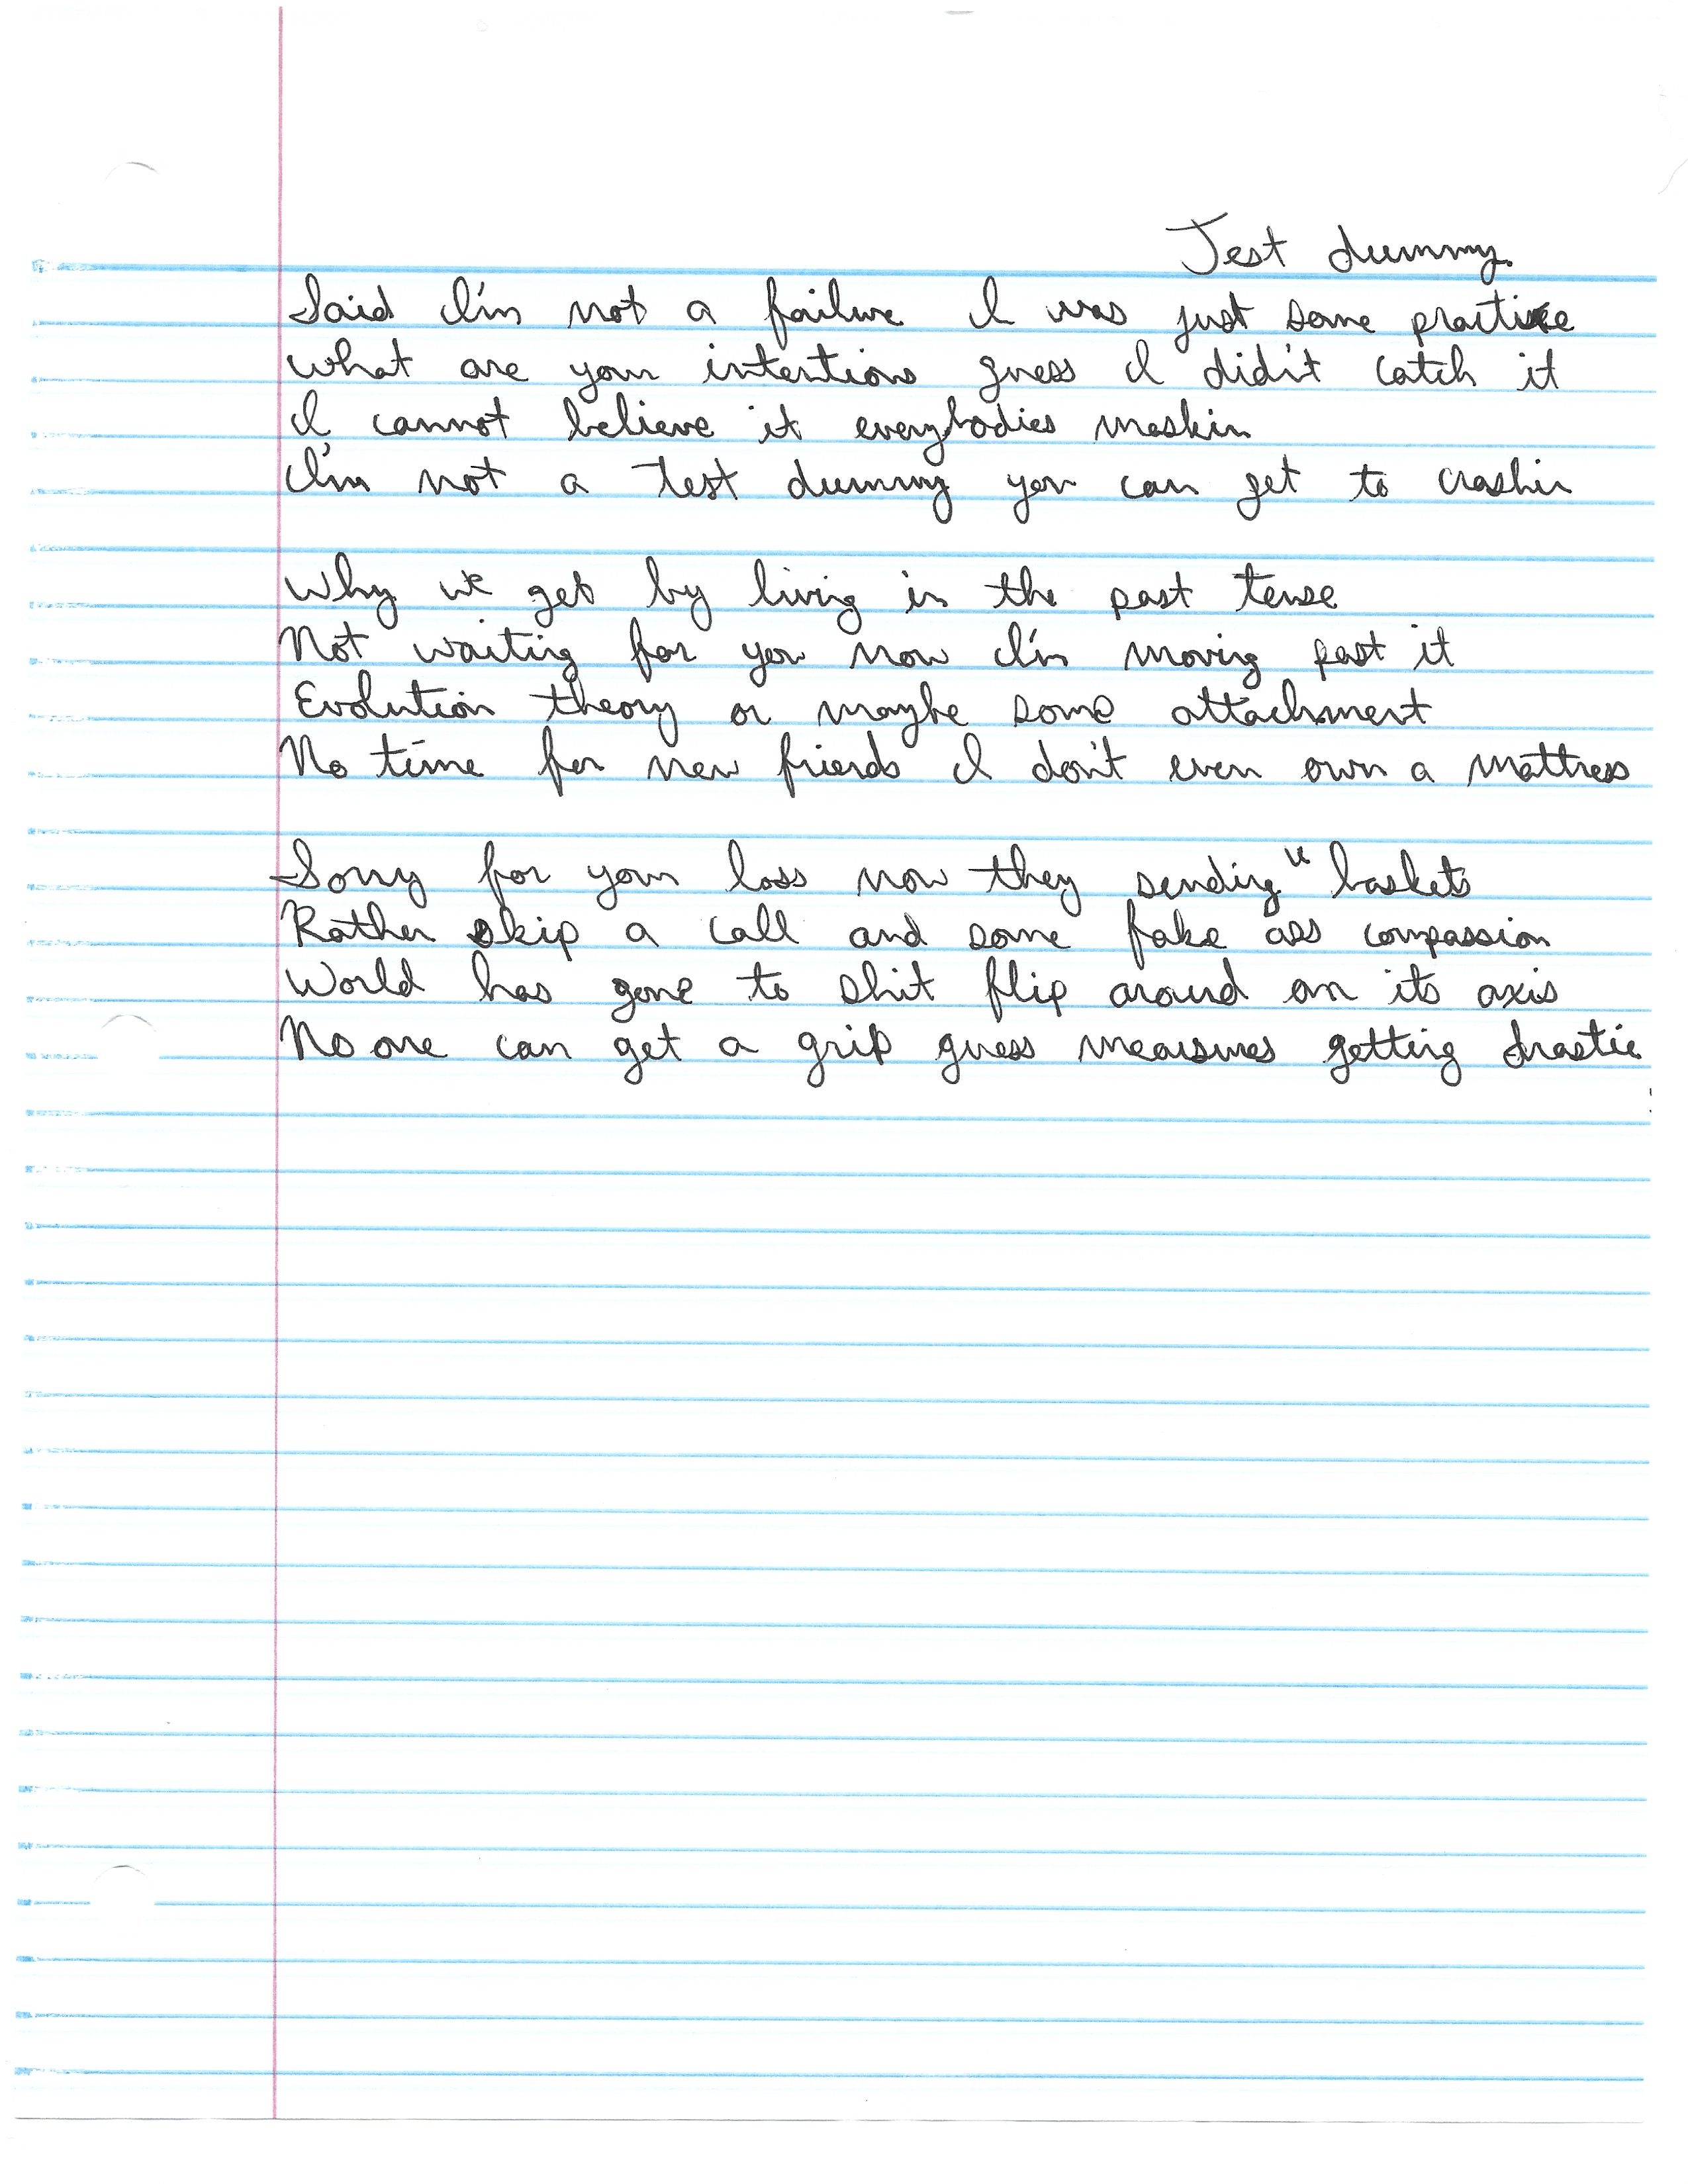 Test dummy
Said I'm not a failure I was just some practice
what are your intentions guess I did'nt catch it
I cannot believe it everybodies maskin
I'm not a test dummy you can get to crashin
Why we get by living in the past tense
Not waiting for you now I'm moving past it
Evolution theory or maybe some attachment
No time for new friends I don't even own a mattress
Sorry for your loss now they sending us baskets
Rather skip a call and some fake ass compassion
World has gone to shit flip around on its axis
No one can get a grip guess measures getting drastic